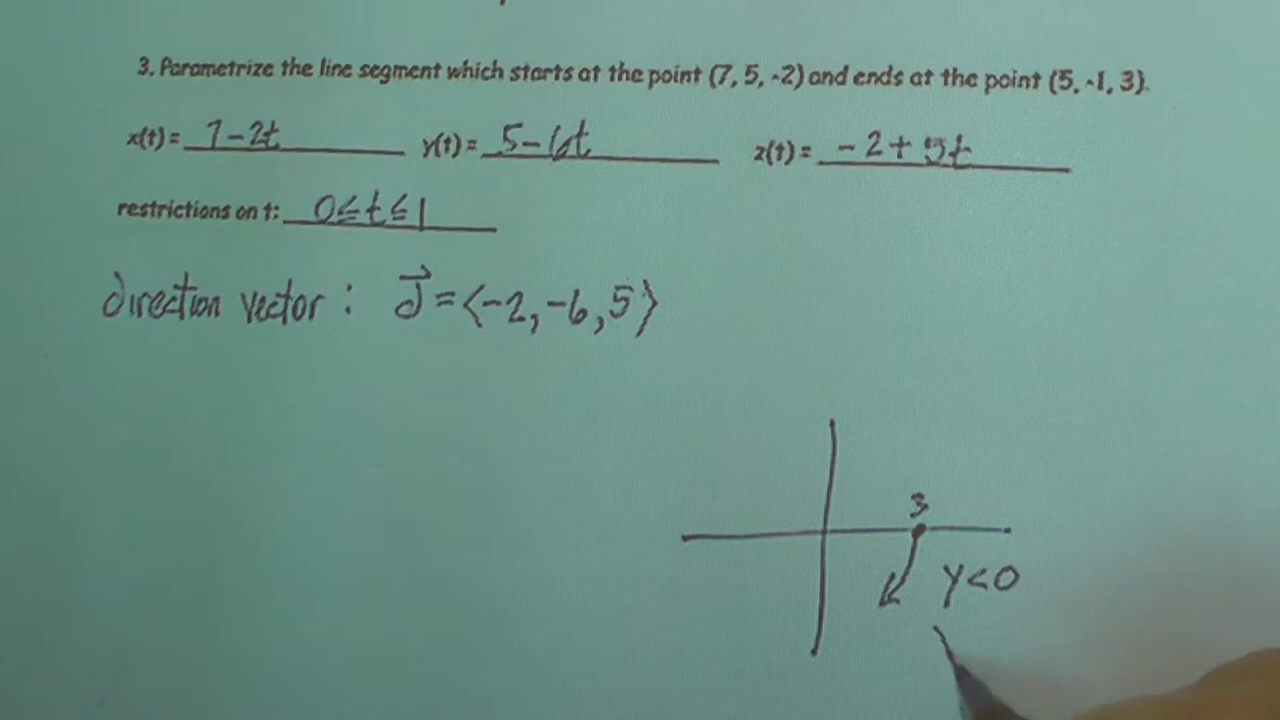 3. Parametrize the line segment which starts at the point (7, 5, -2) and ends at the point (5, -1, 3).
x(t) = 7-2t y(t) = 5-6t z(t) = -2+5t
restrictions on t: 0≤t≤1
direction vector : d⃗ = ⟨-2, -6, 5⟩
3
y<0